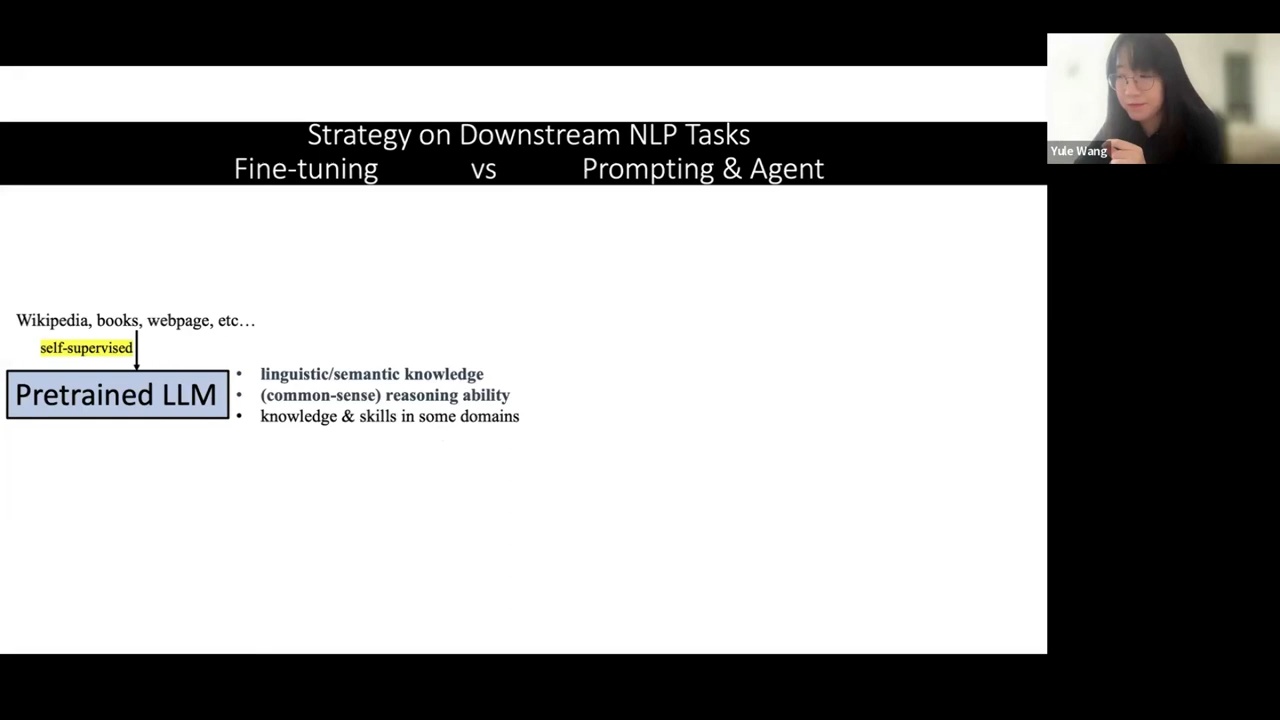 Strategy on Downstream NLP Tasks
Fine-tuning vs Prompting & Agent
Yule Wang
Wikipedia, books, webpage, etc…
self-supervised
Pretrained LLM
• linguistic/semantic knowledge
• (common-sense) reasoning ability
• knowledge & skills in some domains